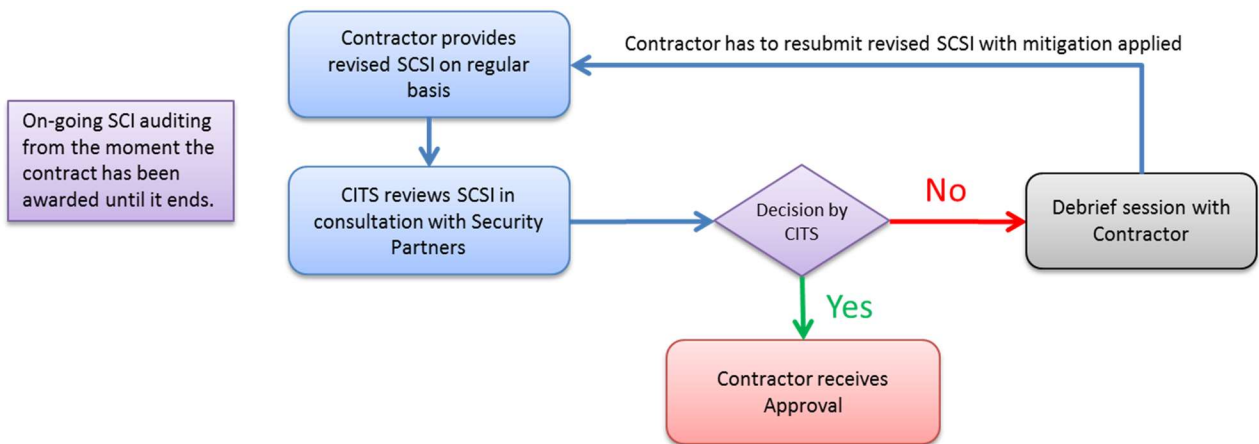 Contractor provides
revised SCSI on regular
basis
Contractor has to resubmit revised SCSI with mitigation applied
On-going SCI auditing
from the moment the
contract has been
awarded until it ends.
CITS reviews SCSI in
consultation with Security
Partners
Decision by
CITS
No
Debrief session with
Contractor
Yes
Contractor receives
Approval